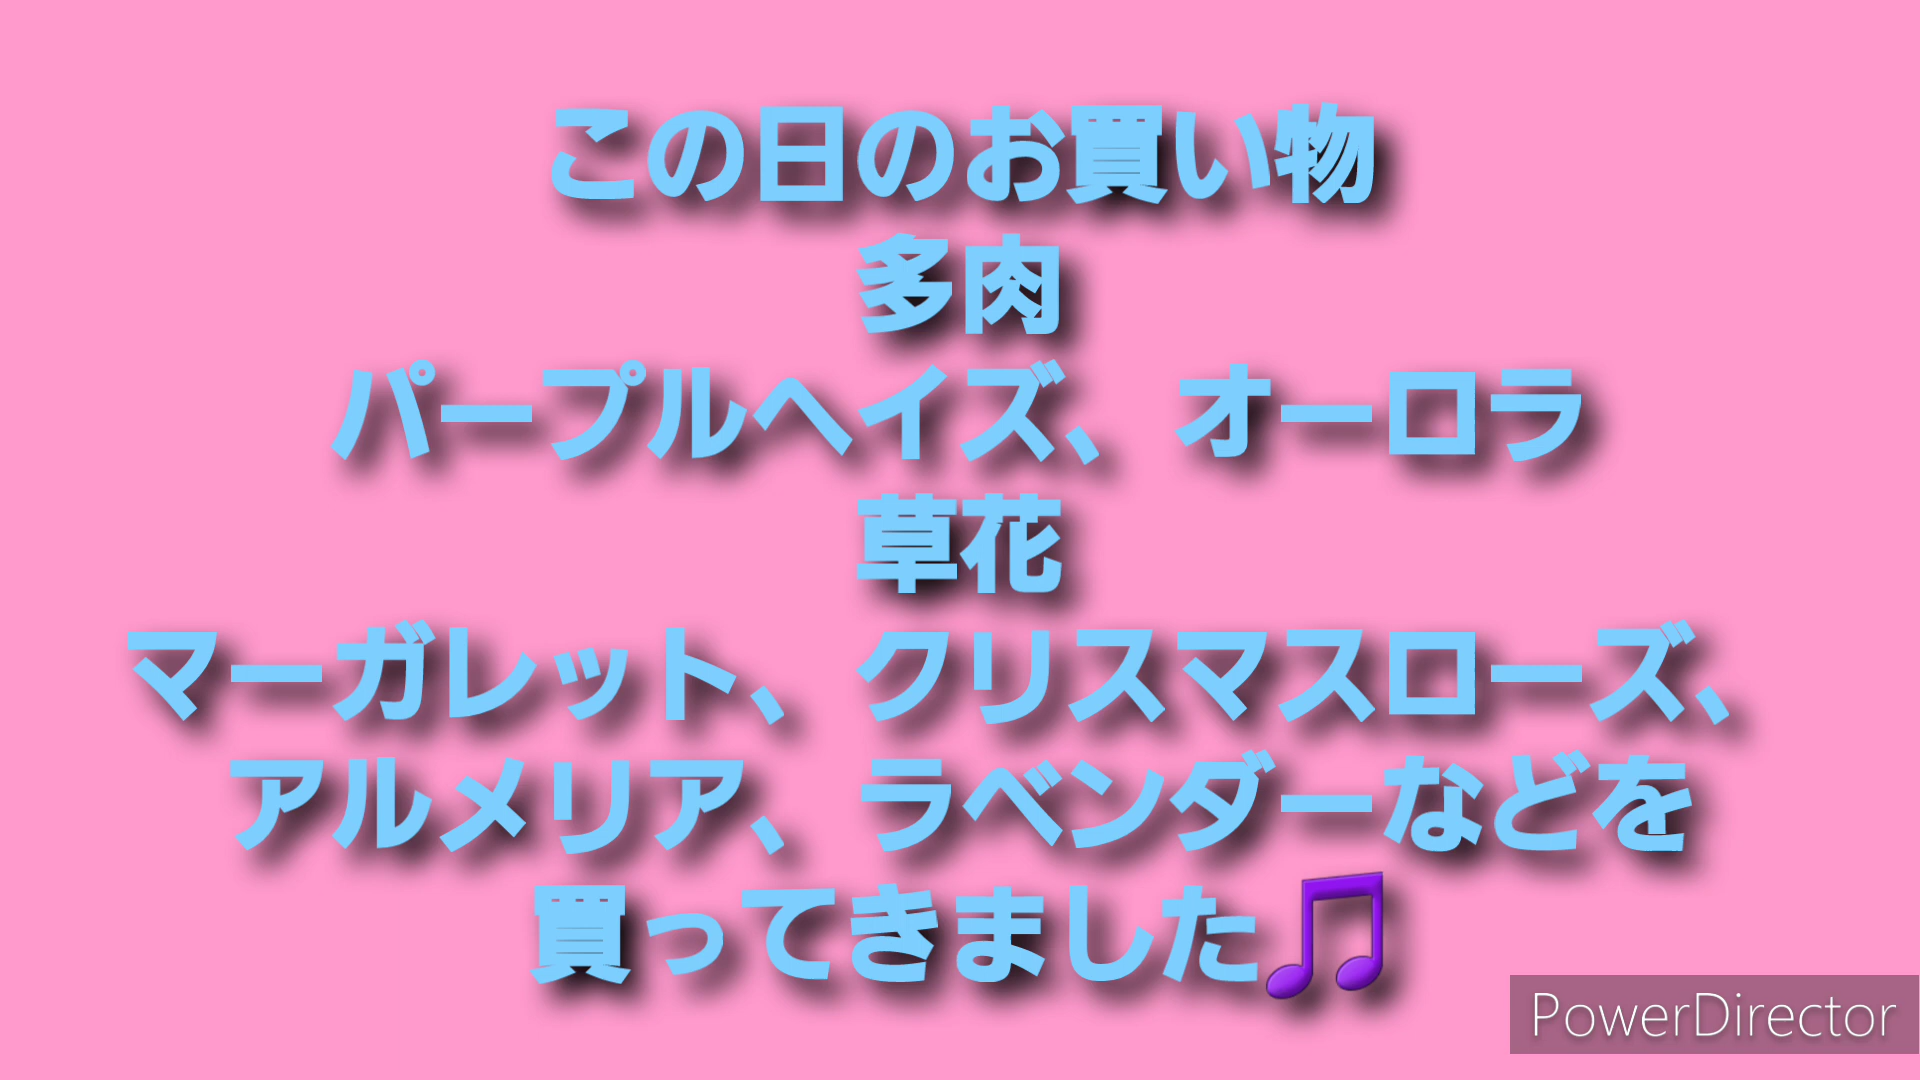 この日のお買い物
多肉
パープルヘイズ、オーロラ
草花
マーガレット、クリスマスローズ、
アルメリア、ラベンダーなどを
買ってきました🎵
PowerDirector